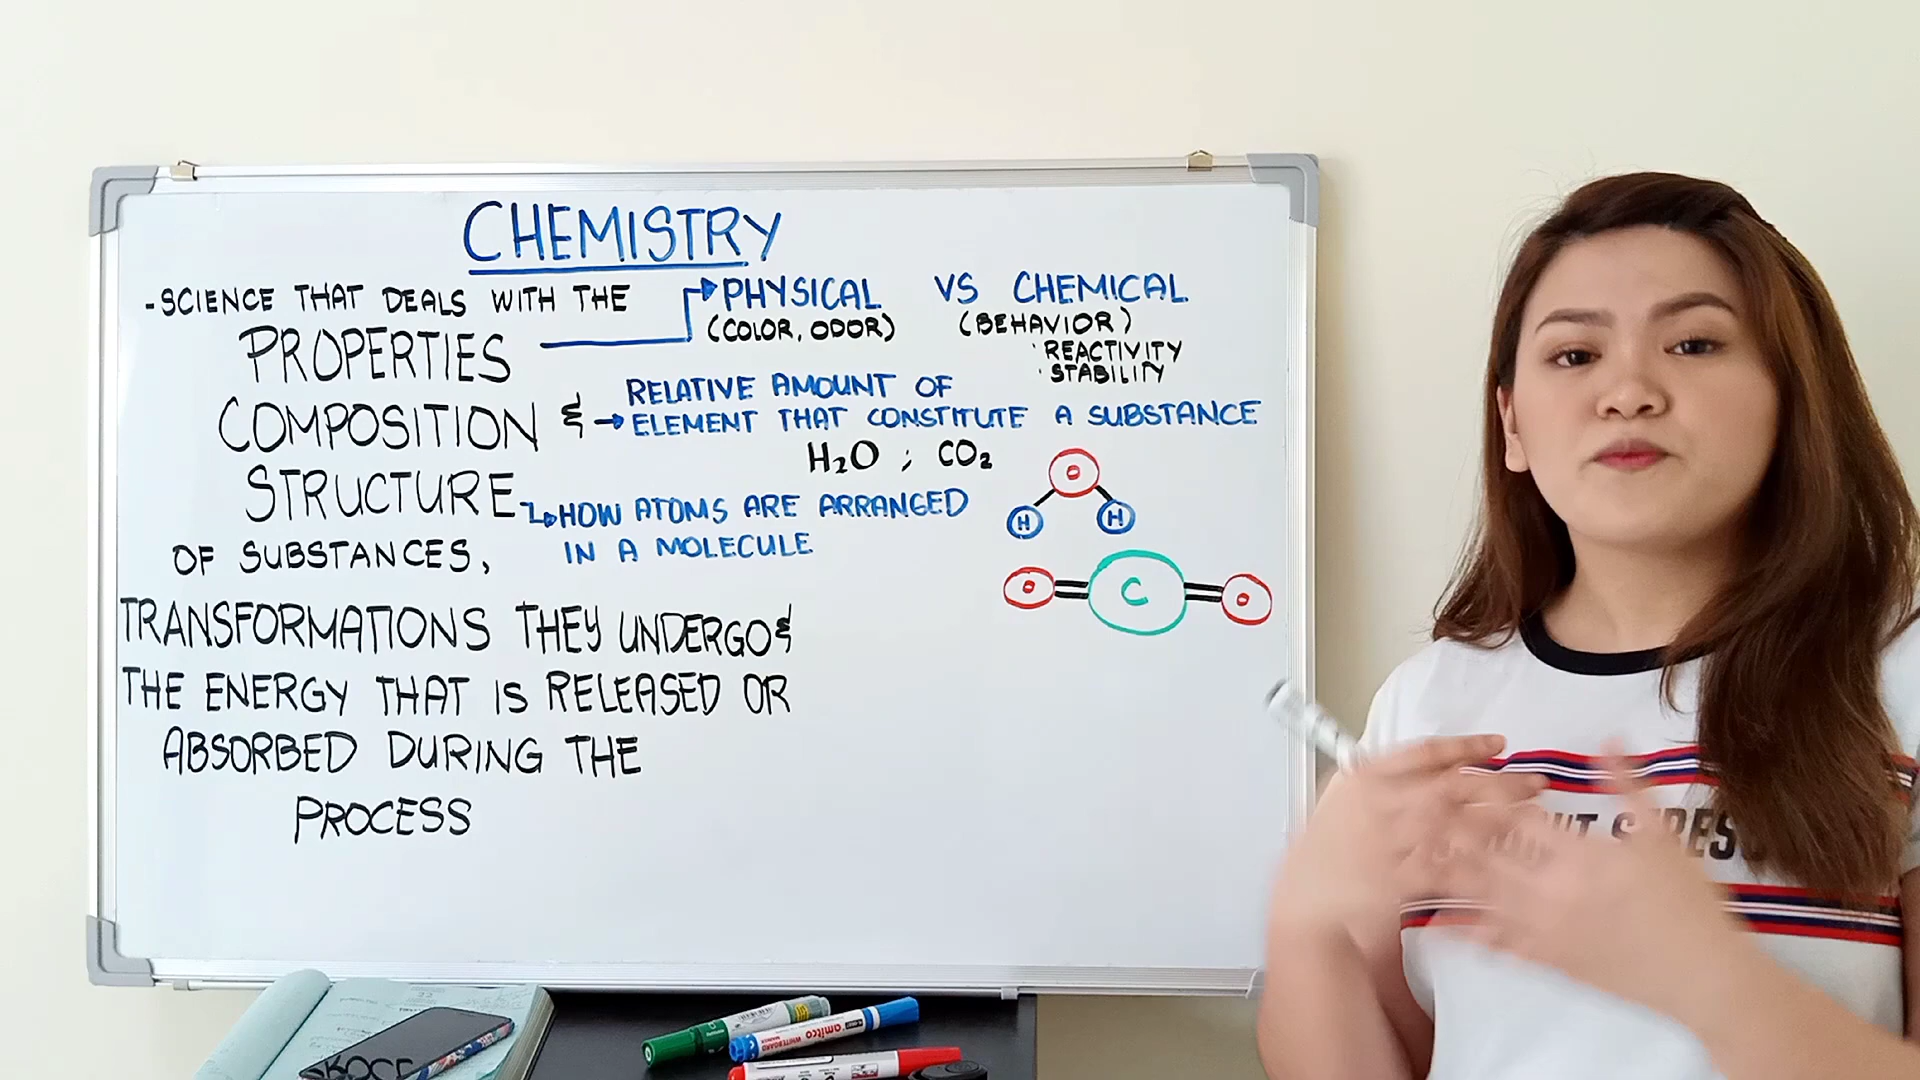 CHEMISTRY
-SCIENCE THAT DEALS WITH THE
PROPERTIES
COMPOSITION &
STRUCTURE
OF SUBSTANCES,
TRANSFORMATIONS THEY UNDERGO &
THE ENERGY THAT IS RELEASED OR
ABSORBED DURING THE
PROCESS
PHYSICAL VS CHEMICAL
(COLOR, ODOR) (BEHAVIOR)
· REACTIVITY
· STABILITY
RELATIVE AMOUNT OF
ELEMENT THAT CONSTITUTE A SUBSTANCE
H₂O ; CO₂
HOW ATOMS ARE ARRANGED
IN A MOLECULE
O
H H
O C O
amitco
WHITEBOARD